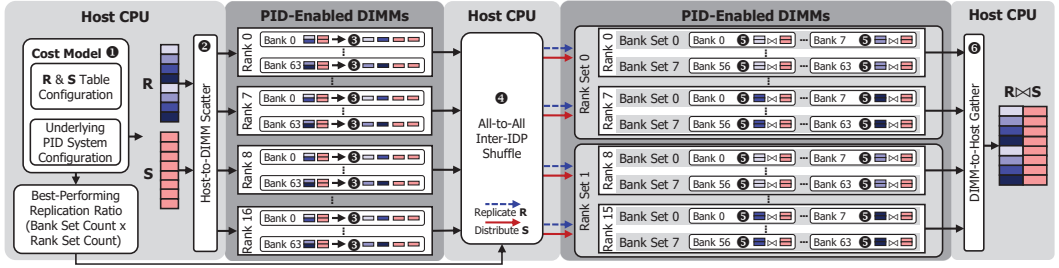 Host CPU
Cost Model ❶
R & S Table
Configuration
Underlying
PID System
Configuration
Best-Performing
Replication Ratio
(Bank Set Count x
Rank Set Count)
R
S
❷
Host-to-DIMM Scatter
PID-Enabled DIMMs
Rank 0
Bank 0 ❸
Bank 63 ❸
Rank 7
Bank 0 ❸
Bank 63 ❸
Rank 8
Bank 0 ❸
Bank 63 ❸
Rank 16
Bank 0 ❸
Bank 63 ❸
Host CPU
❹
All-to-All
Inter-IDP
Shuffle
Replicate R
Distribute S
PID-Enabled DIMMs
Rank Set 0
Rank 0
Bank Set 0 Bank 0 ❺ ⋈ ··· Bank 7 ❺ ⋈
Bank Set 7 Bank 56 ❺ ⋈ Bank 63 ❺ ⋈
Rank 7
Bank Set 0 Bank 0 ❺ ⋈ ··· Bank 7 ❺ ⋈
Bank Set 7 Bank 56 ❺ ⋈ ··· Bank 63 ❺ ⋈
Rank Set 1
Rank 8
Bank Set 0 Bank 0 ❺ ⋈ ··· Bank 7 ❺ ⋈
Bank Set 7 Bank 56 ❺ ⋈ ··· Bank 63 ❺ ⋈
Rank 15
Bank Set 0 Bank 0 ❺ ⋈ ··· Bank 7 ❺ ⋈
Bank Set 7 Bank 56 ❺ ⋈ ··· Bank 63 ❺ ⋈
Host CPU
❻
DIMM-to-Host Gather
R⋈S